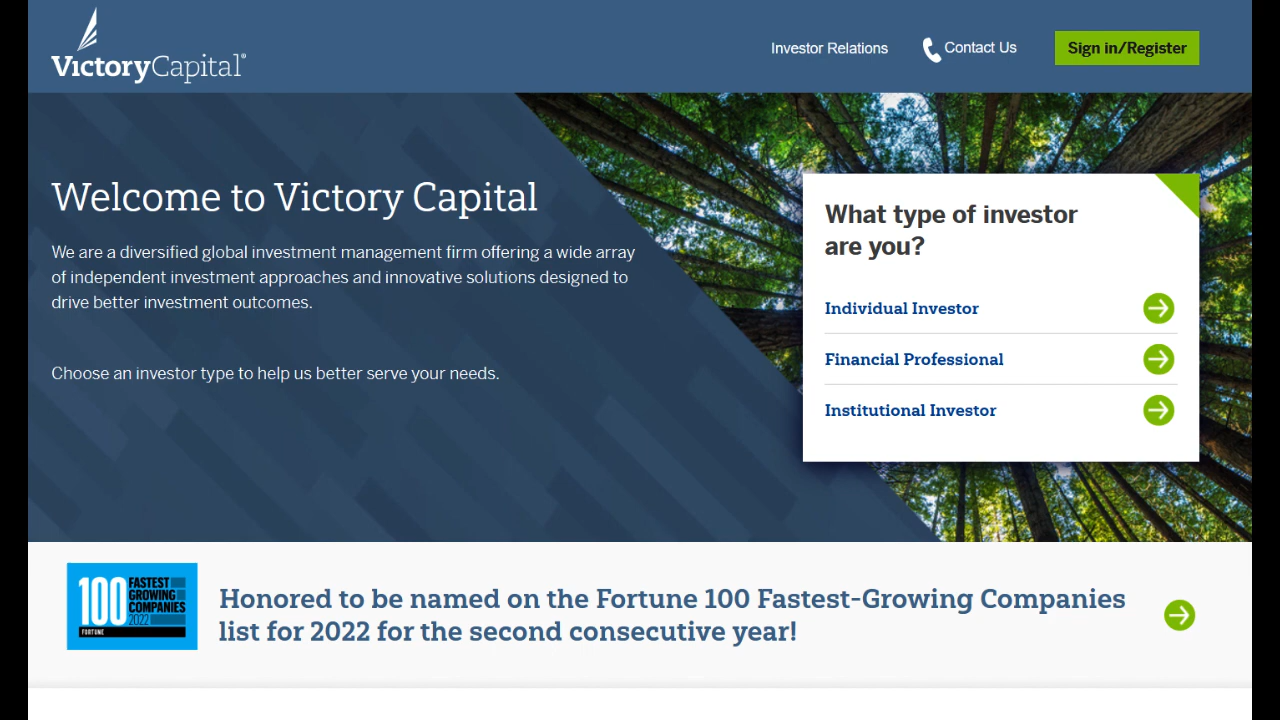 VictoryCapital®
Investor Relations
Contact Us
Sign in/Register
Welcome to Victory Capital
We are a diversified global investment management firm offering a wide array
of independent investment approaches and innovative solutions designed to
drive better investment outcomes.
Choose an investor type to help us better serve your needs.
What type of investor
are you?
Individual Investor
Financial Professional
Institutional Investor
100 FASTEST
GROWING
COMPANIES
2022
FORTUNE
Honored to be named on the Fortune 100 Fastest-Growing Companies
list for 2022 for the second consecutive year!